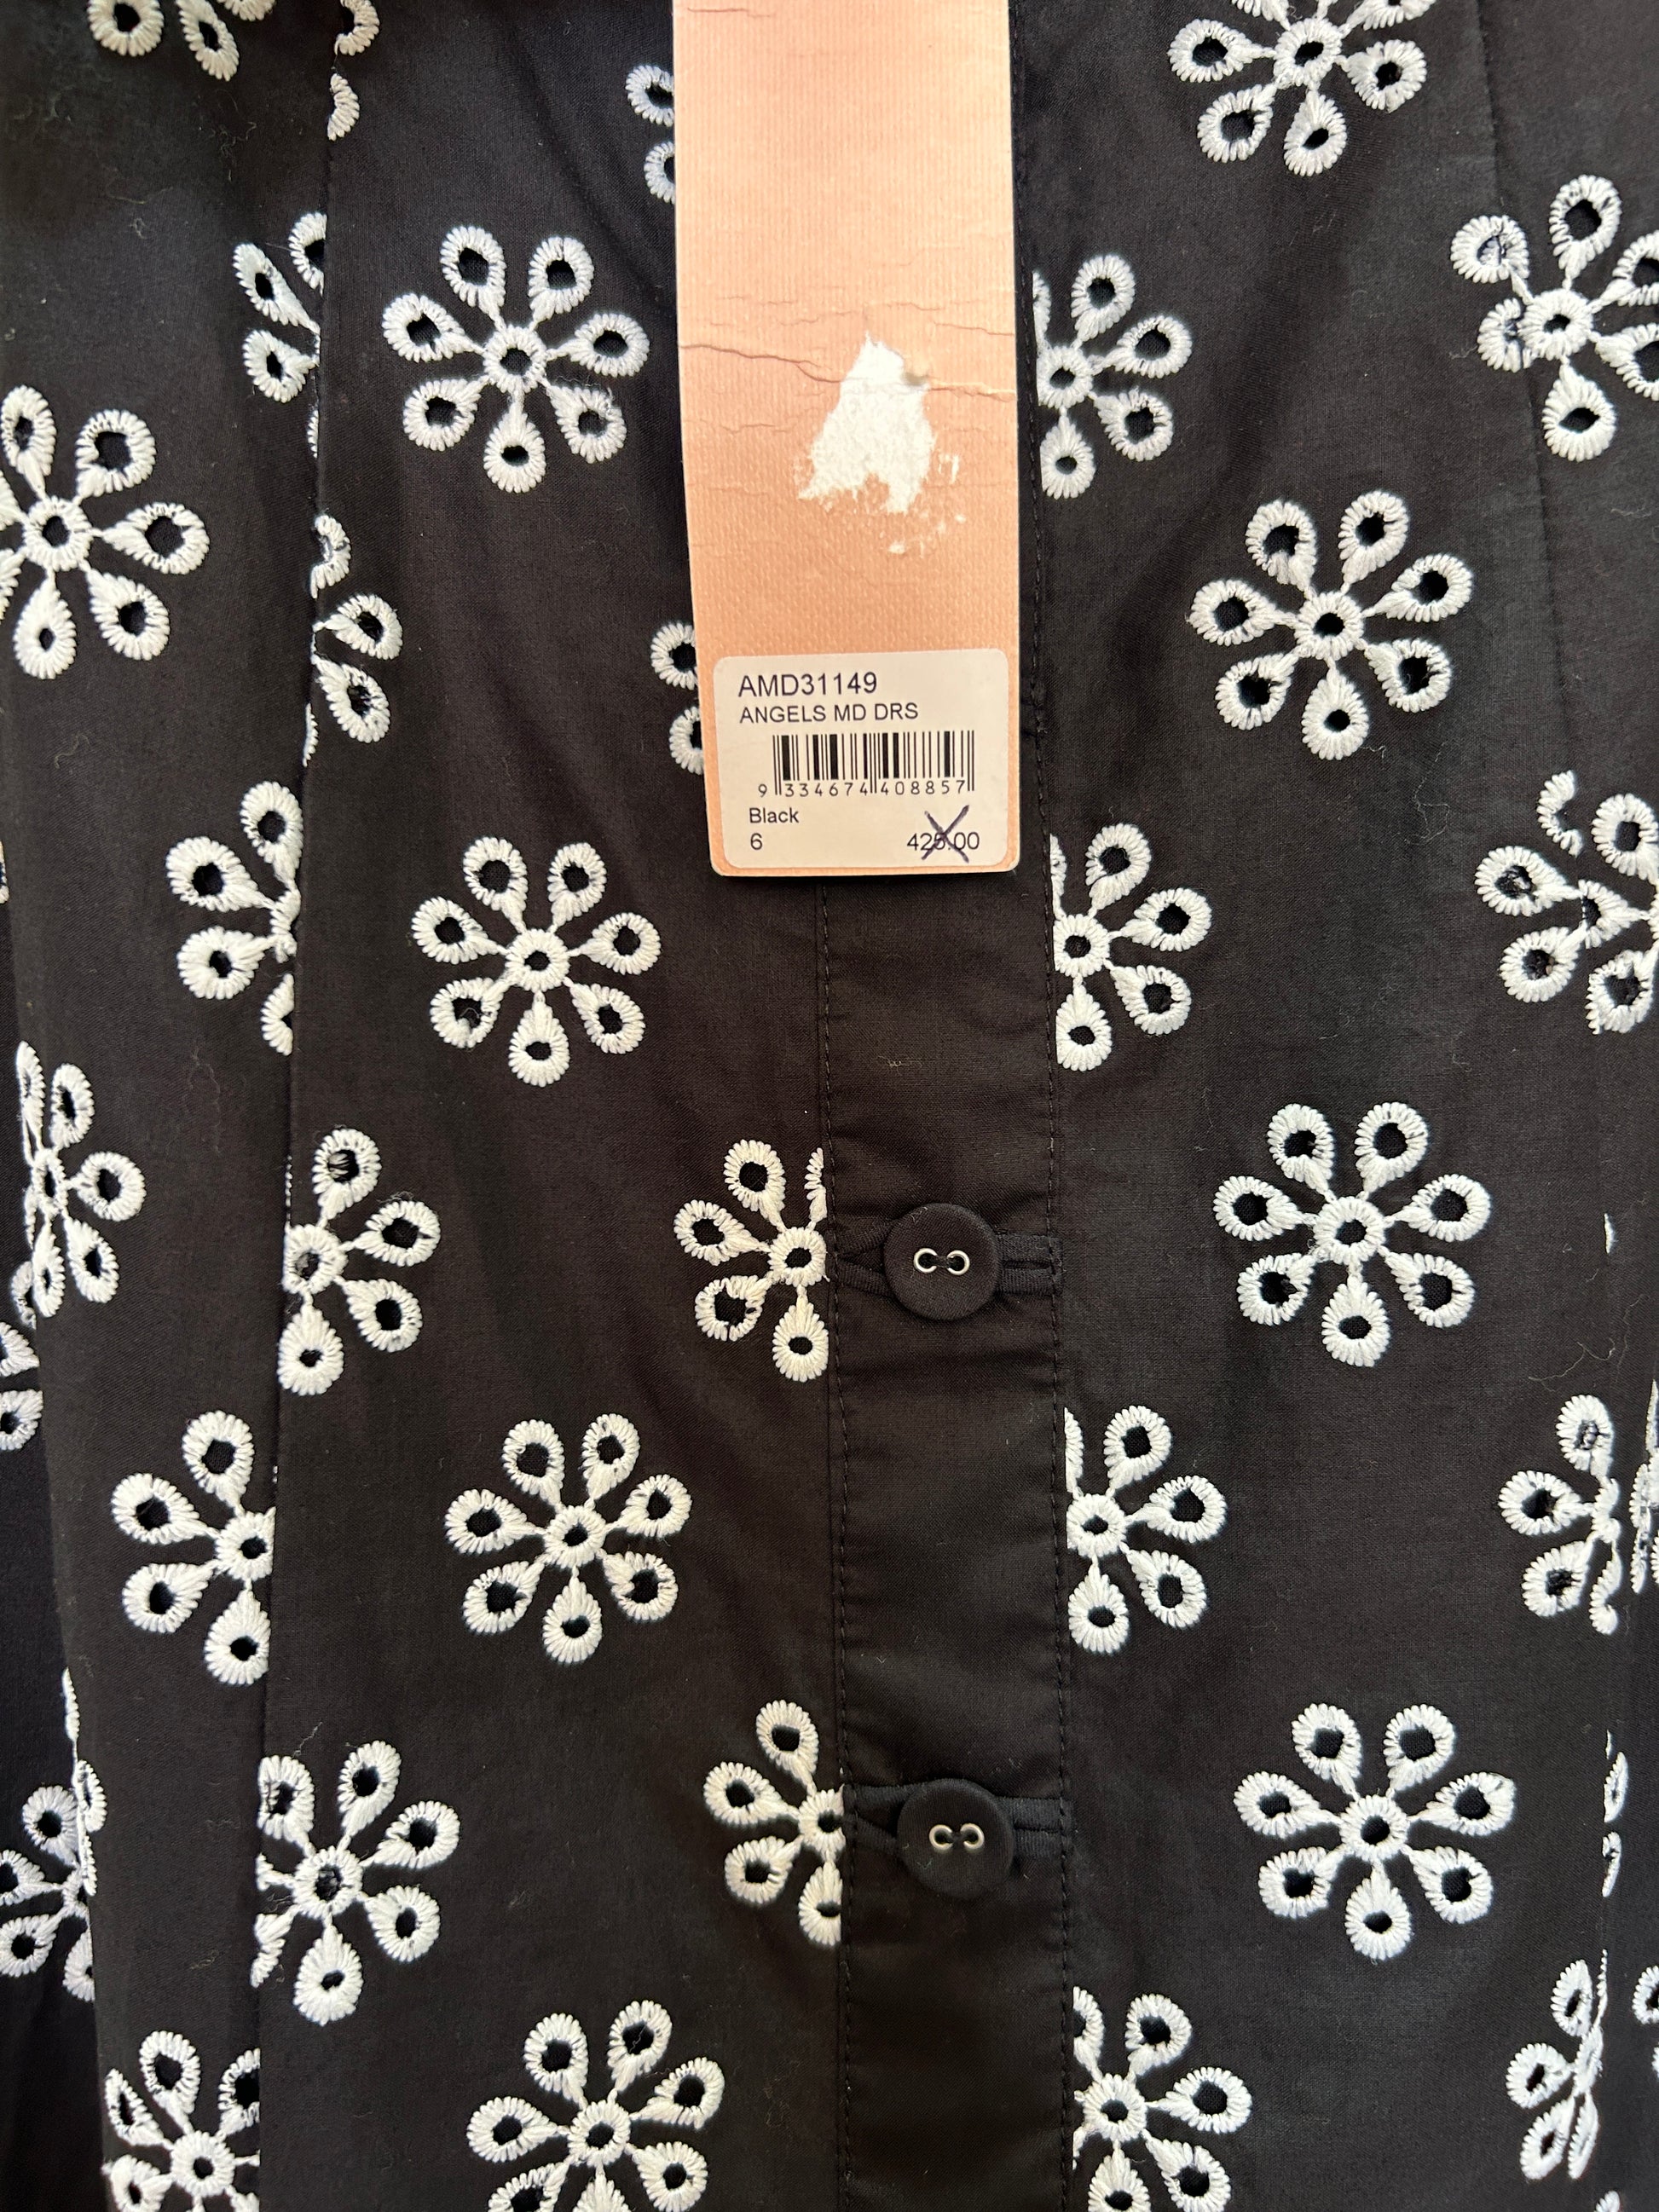 AMD31149
ANGELS MD DRS
9 334674 408857
Black
6 425.00